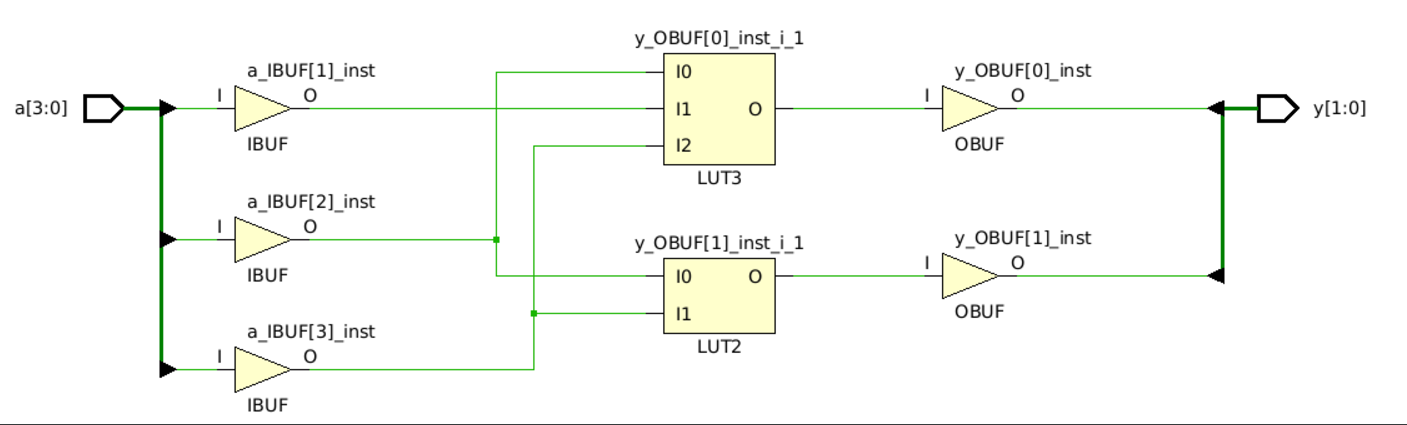 y_OBUF[0]_inst_i_1
a_IBUF[1]_inst
y_OBUF[0]_inst
I0
I
O
I
O
a[3:0]
I1
O
y[1:0]
IBUF
I2
OBUF
LUT3
a_IBUF[2]_inst
I
O
y_OBUF[1]_inst_i_1
y_OBUF[1]_inst
IBUF
I0
O
I
O
I1
OBUF
a_IBUF[3]_inst
LUT2
I
O
IBUF